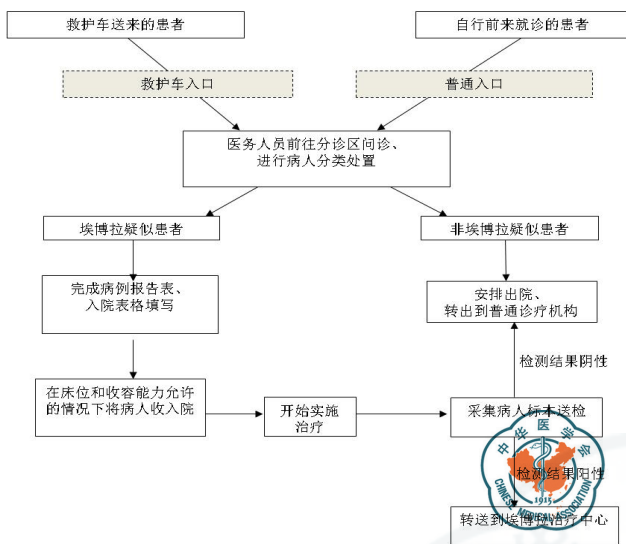 救护车送来的患者
自行前来就诊的患者
救护车入口
普通入口
医务人员前往分诊区问诊、
进行病人分类处置
埃博拉疑似患者
非埃博拉疑似患者
完成病例报告表、
入院表格填写
安排出院、
转出到普通诊疗机构
检测结果阴性
在床位和收容能力允许
的情况下将病人收入院
开始实施
治疗
采集病人标本送检
中华医学会
检测结果阳性
1915
CHINESE MEDICAL ASSOCIATION
转送到埃博拉治疗中心